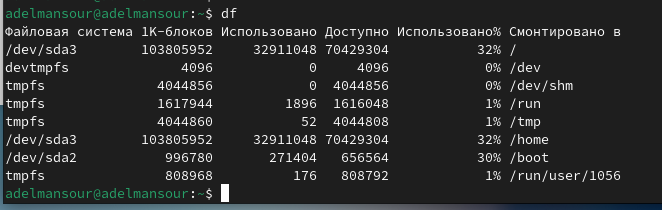 adelmansour@adelmansour:~$ df
Файловая система 1K-блоков Использовано Доступно Использовано% Смонтировано в
/dev/sda3 103805952 32911048 70429304 32% /
devtmpfs 4096 0 4096 0% /dev
tmpfs 4044856 0 4044856 0% /dev/shm
tmpfs 1617944 1896 1616048 1% /run
tmpfs 4044860 52 4044808 1% /tmp
/dev/sda3 103805952 32911048 70429304 32% /home
/dev/sda2 996780 271404 656564 30% /boot
tmpfs 808968 176 808792 1% /run/user/1056
adelmansour@adelmansour:~$